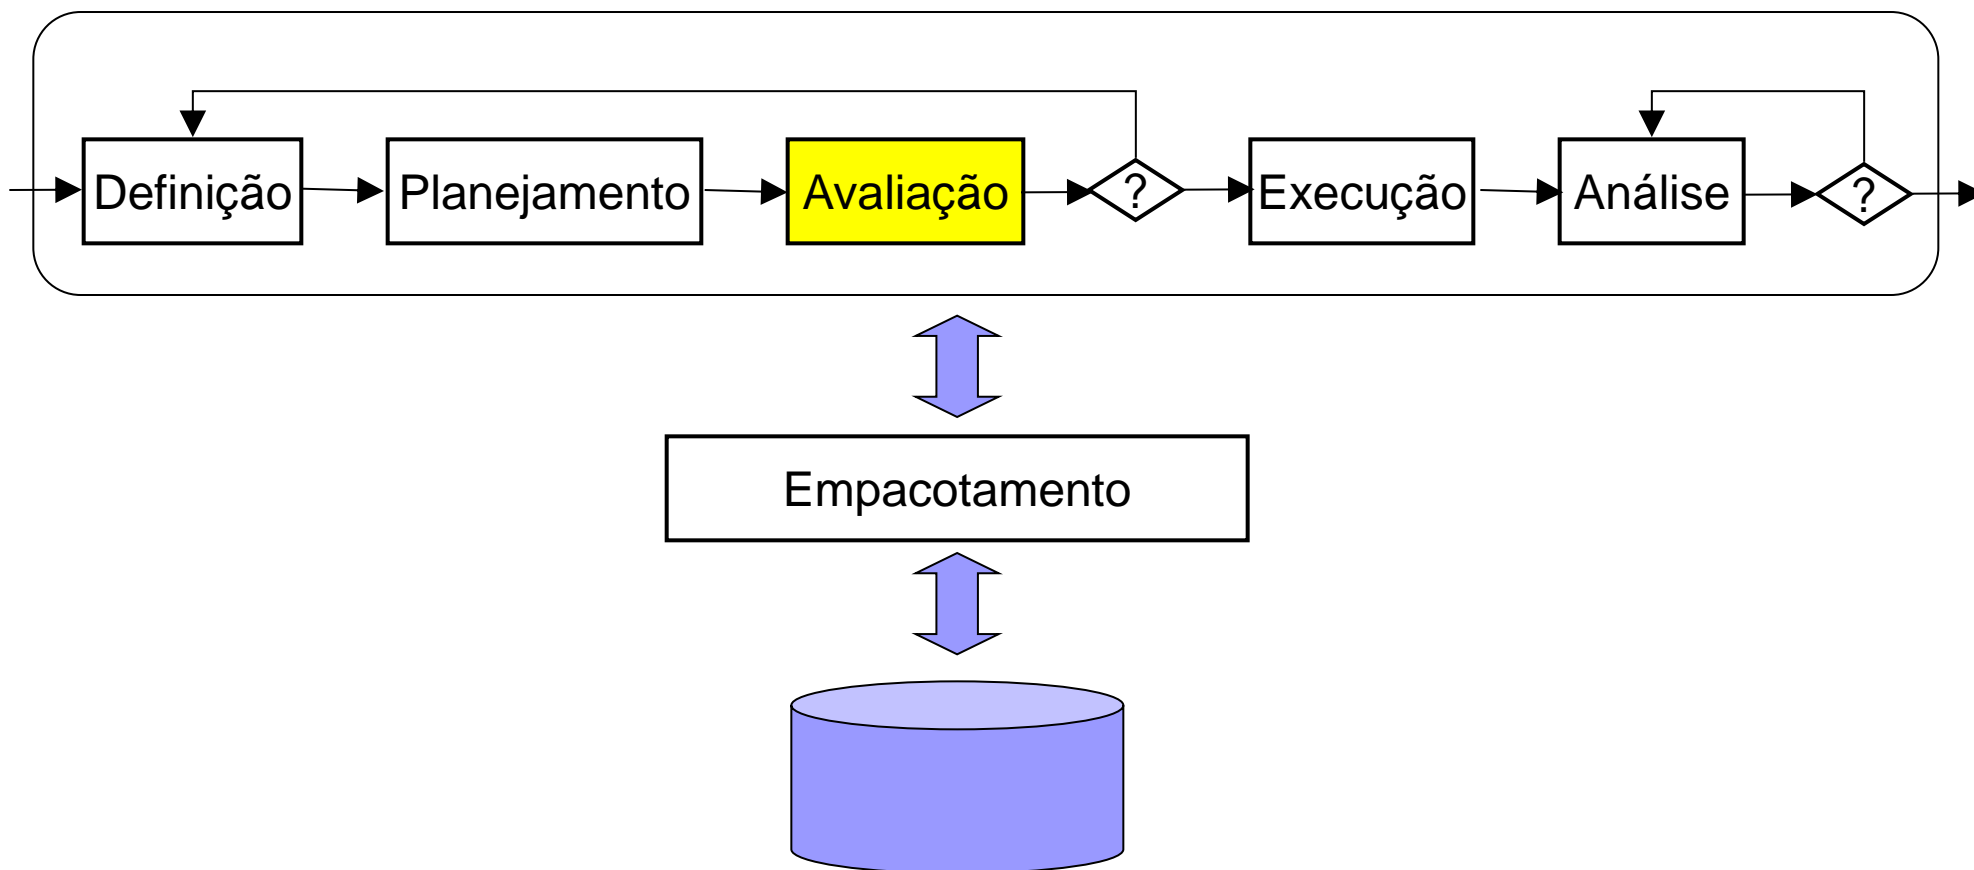 Definição
Planejamento
Avaliação
?
Execução
Análise
?
Empacotamento